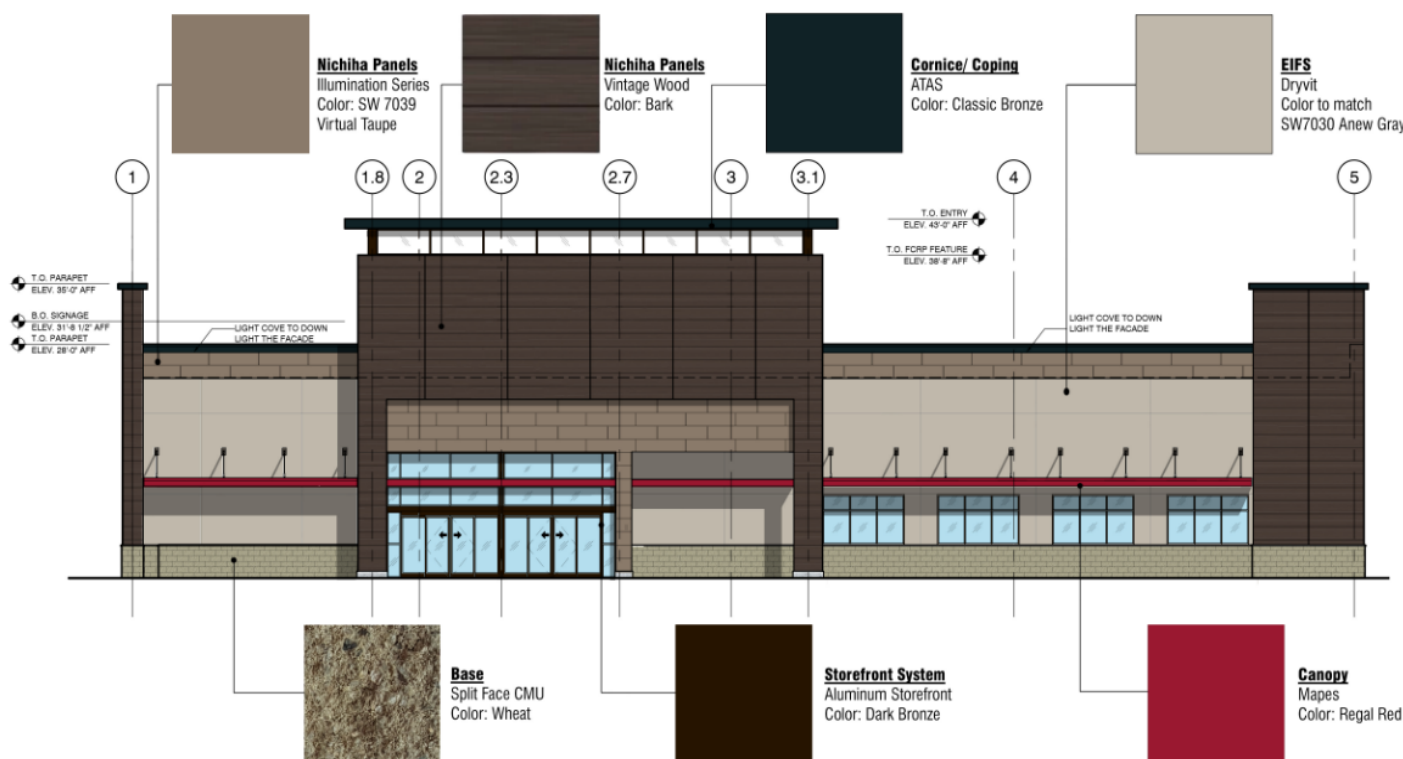 Nichiha Panels
Illumination Series
Color: SW 7039
Virtual Taupe
Nichiha Panels
Vintage Wood
Color: Bark
Cornice/ Coping
ATAS
Color: Classic Bronze
EIFS
Dryvit
Color to match
SW7030 Anew Gray
1
1.8
2
2.3
2.7
3
3.1
4
5
T.O. ENTRY
ELEV. 43'-0" AFF
T.O. FCRP FEATURE
ELEV. 38'-8" AFF
T.O. PARAPET
ELEV. 35'-0" AFF
B.O. SIGNAGE
ELEV. 31'-8 1/2" AFF
T.O. PARAPET
ELEV. 28'-0" AFF
LIGHT COVE TO DOWN
LIGHT THE FACADE
LIGHT COVE TO DOWN
LIGHT THE FACADE
Base
Split Face CMU
Color: Wheat
Storefront System
Aluminum Storefront
Color: Dark Bronze
Canopy
Mapes
Color: Regal Red